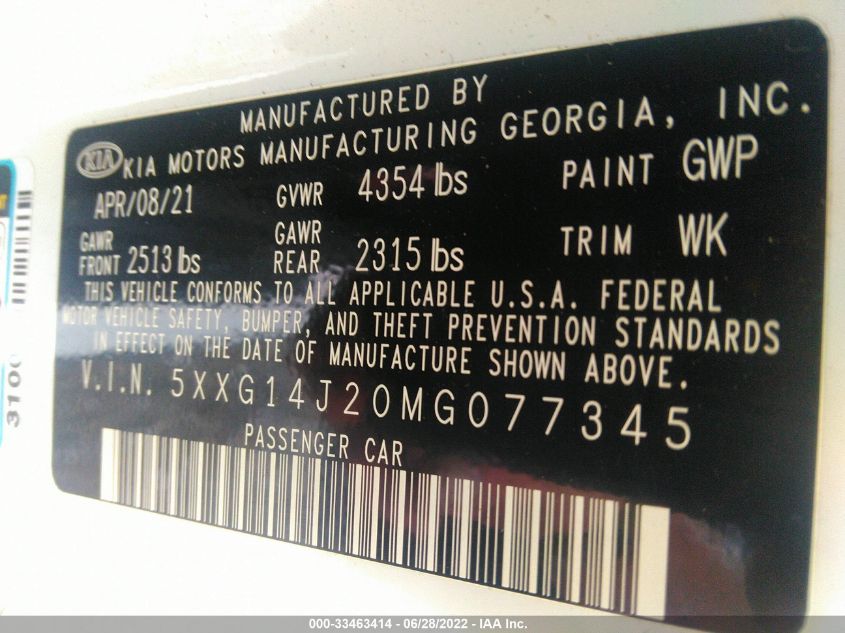 MANUFACTURED BY
KIA KIA MOTORS MANUFACTURING GEORGIA, INC.
APR/08/21 GVWR 4354 lbs PAINT GWP
GAWR FRONT 2513 lbs GAWR REAR 2315 lbs TRIM WK
THIS VEHICLE CONFORMS TO ALL APPLICABLE U.S.A. FEDERAL
MOTOR VEHICLE SAFETY, BUMPER, AND THEFT PREVENTION STANDARDS
IN EFFECT ON THE DATE OF MANUFACTURE SHOWN ABOVE.
V.I.N. 5XXG14J20MG077345
PASSENGER CAR
000-33463414 - 06/28/2022 - IAA Inc.